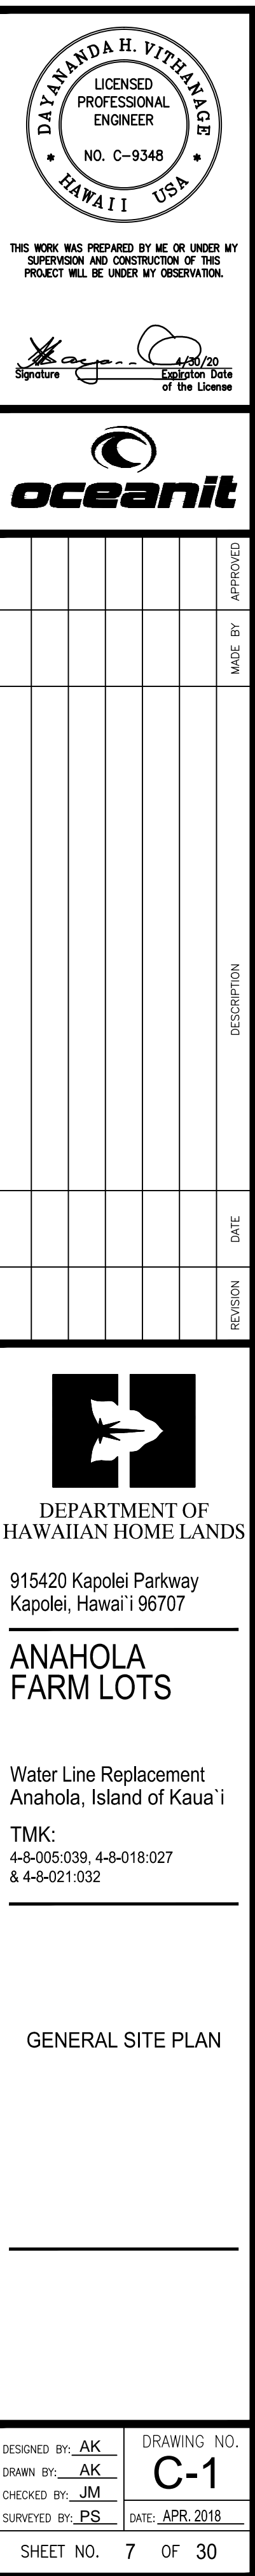 DAYANANDA H. VITHANAGE
LICENSED
PROFESSIONAL
ENGINEER
NO. C-9348
* HAWAII USA *
THIS WORK WAS PREPARED BY ME OR UNDER MY
SUPERVISION AND CONSTRUCTION OF THIS
PROJECT WILL BE UNDER MY OBSERVATION.
4/30/20
Signature Expiraton Date
of the License
oceanit
APPROVED
MADE BY
DESCRIPTION
DATE
REVISION
DEPARTMENT OF
HAWAIIAN HOME LANDS
915420 Kapolei Parkway
Kapolei, Hawai`i 96707
ANAHOLA
FARM LOTS
Water Line Replacement
Anahola, Island of Kaua`i
TMK:
4-8-005:039, 4-8-018:027
& 4-8-021:032
GENERAL SITE PLAN
DESIGNED BY: AK
DRAWN BY: AK
CHECKED BY: JM
SURVEYED BY: PS
DRAWING NO.
C-1
DATE: APR. 2018
SHEET NO. 7 OF 30